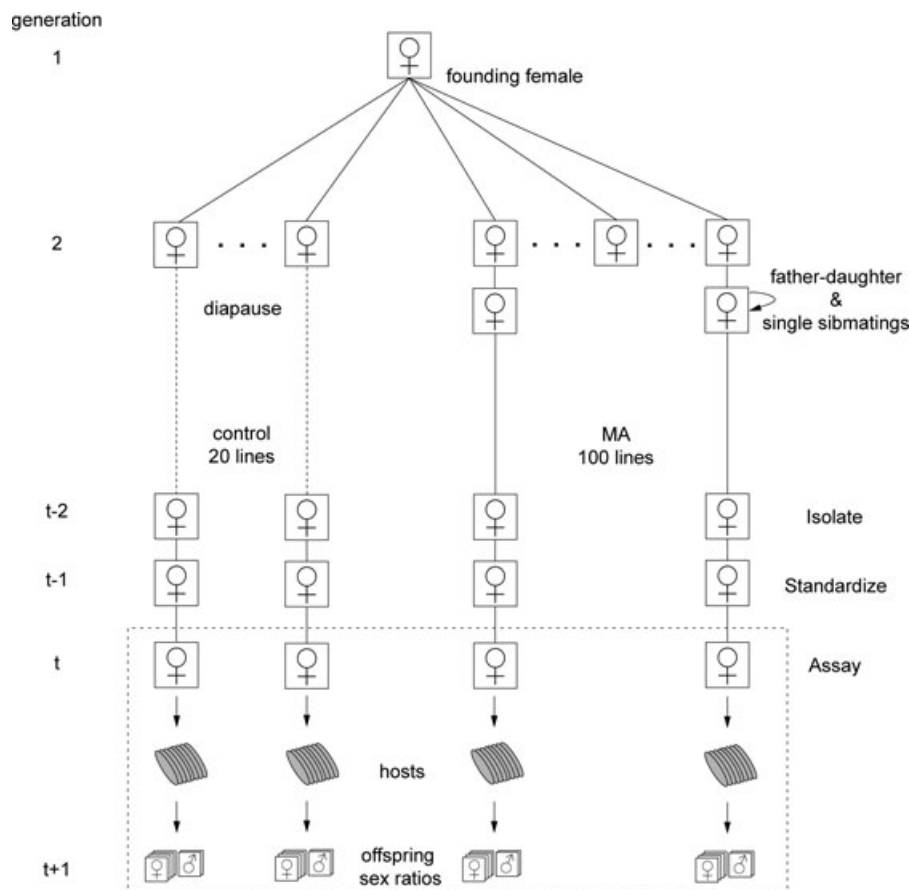 generation
1
founding female
2
diapause
father-daughter
&
single sibmatings
control
20 lines
MA
100 lines
t-2
Isolate
t-1
Standardize
t
Assay
hosts
t+1
offspring
sex ratios